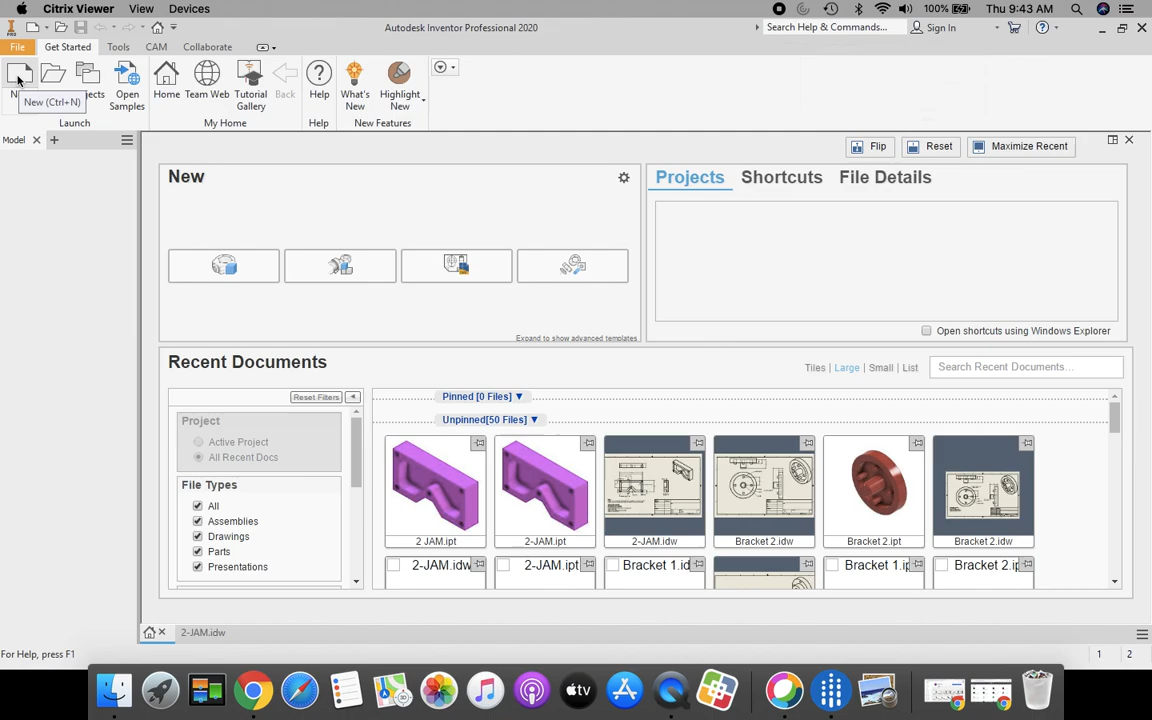 Citrix Viewer View Devices 100% Thu 9:43 AM
Autodesk Inventor Professional 2020 Search Help & Commands... Sign In
File Get Started Tools CAM Collaborate
Open Samples Home Team Web Tutorial Gallery Back Help What's New Highlight New
New (Ctrl+N)
Launch My Home Help New Features
Model
Flip Reset Maximize Recent
New Projects Shortcuts File Details
Expand to show advanced templates
Open shortcuts using Windows Explorer
Recent Documents Tiles | Large | Small | List Search Recent Documents...
Reset Filters Pinned [0 Files]
Project Unpinned[50 Files]
Active Project
All Recent Docs
File Types
All
Assemblies
Drawings
Parts
Presentations
2 JAM.ipt 2-JAM.ipt 2-JAM.idw Bracket 2.idw Bracket 2.ipt Bracket 2.idw
2-JAM.idw 2-JAM.ipt Bracket 1.id Bracket 1.ip Bracket 2.ip
2-JAM.idw
For Help, press F1 1 2
tv